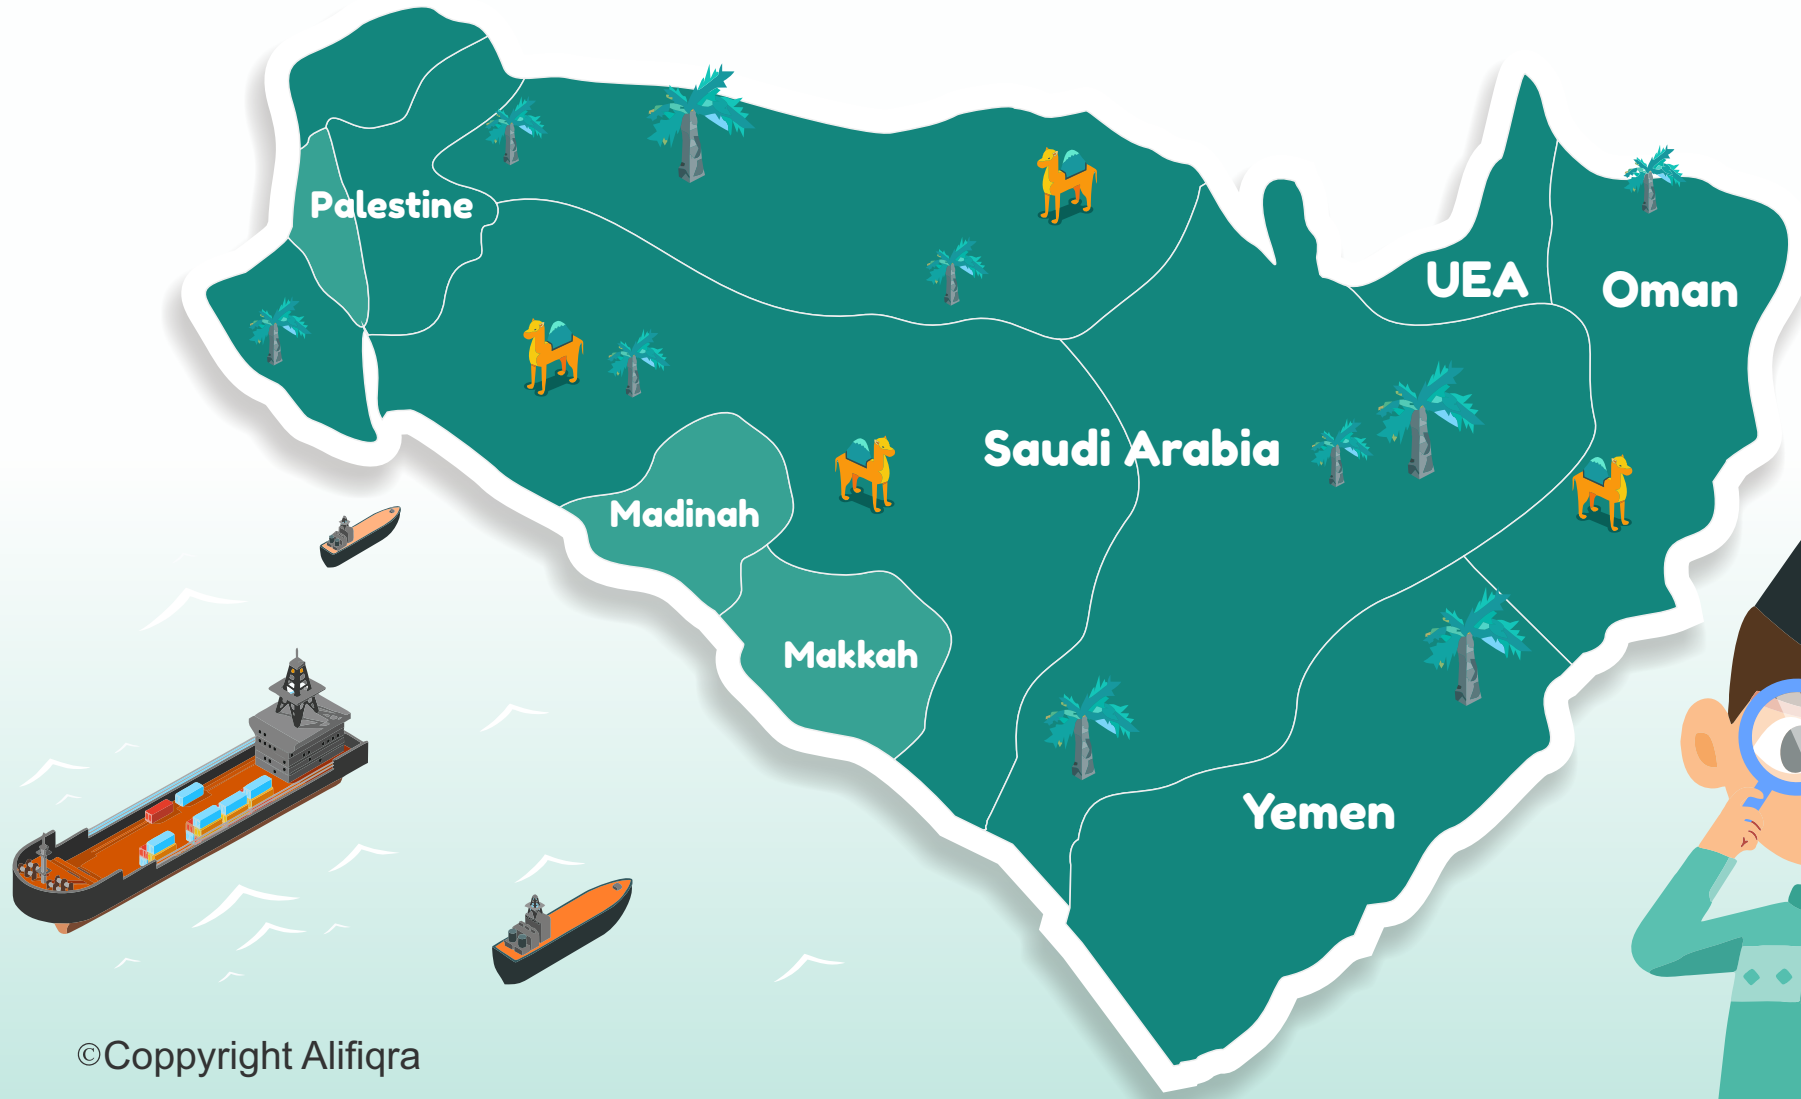 Palestine
UEA
Oman
Saudi Arabia
Madinah
Makkah
Yemen
©Coppyright Alifiqra